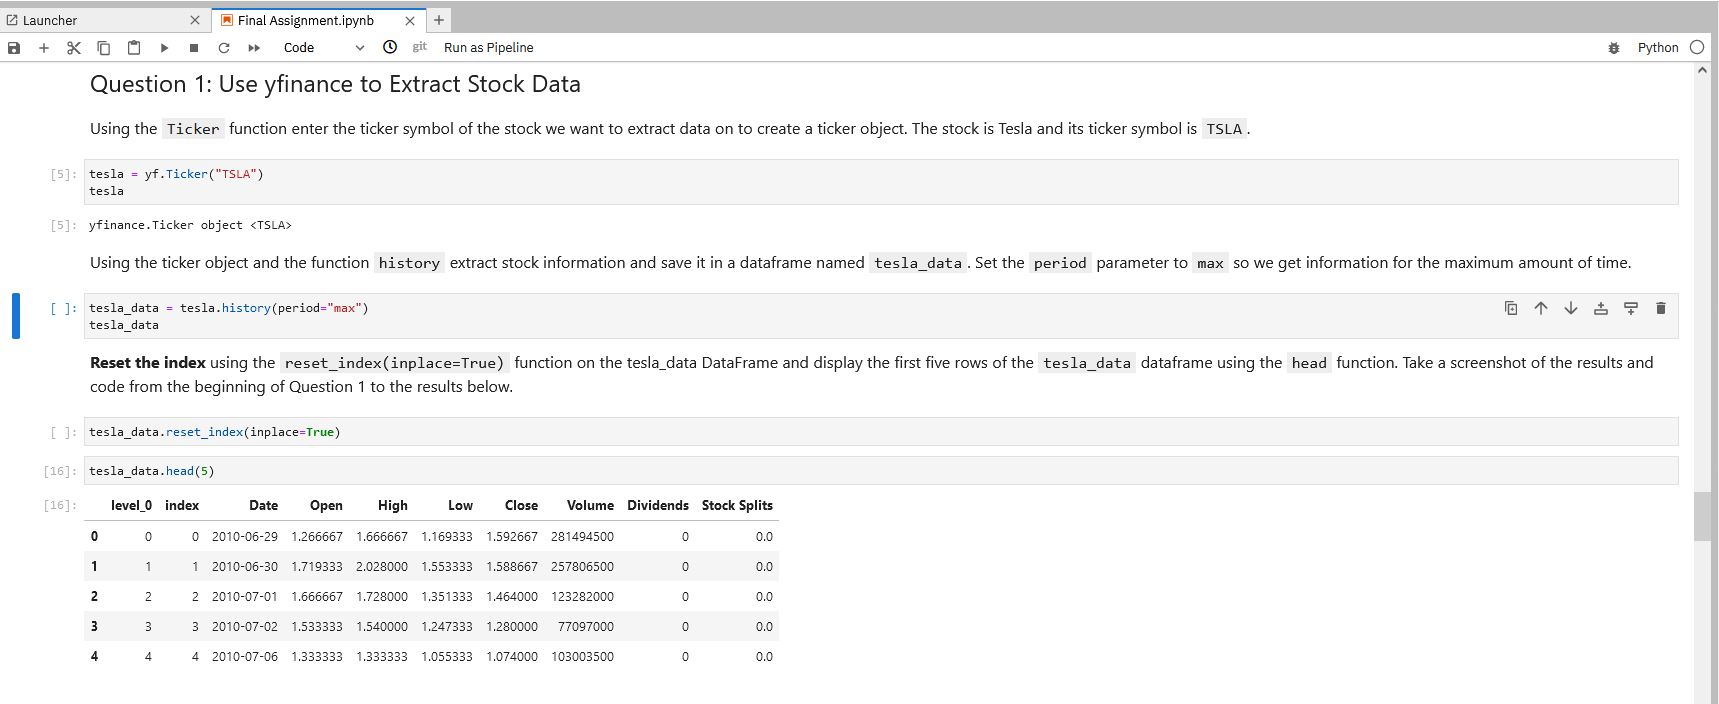 Launcher
Final Assignment.ipynb
Code
git
Run as Pipeline
Python
Question 1: Use yfinance to Extract Stock Data
Using the Ticker function enter the ticker symbol of the stock we want to extract data on to create a ticker object. The stock is Tesla and its ticker symbol is TSLA.
[5]: tesla = yf.Ticker("TSLA")
tesla
[5]: yfinance.Ticker object <TSLA>
Using the ticker object and the function history extract stock information and save it in a dataframe named tesla_data. Set the period parameter to max so we get information for the maximum amount of time.
[ ]: tesla_data = tesla.history(period="max")
tesla_data
Reset the index using the reset_index(inplace=True) function on the tesla_data DataFrame and display the first five rows of the tesla_data dataframe using the head function. Take a screenshot of the results and
code from the beginning of Question 1 to the results below.
[ ]: tesla_data.reset_index(inplace=True)
[16]: tesla_data.head(5)
[16]: level_0 index Date Open High Low Close Volume Dividends Stock Splits
0 0 0 2010-06-29 1.266667 1.666667 1.169333 1.592667 281494500 0 0.0
1 1 1 2010-06-30 1.719333 2.028000 1.553333 1.588667 257806500 0 0.0
2 2 2 2010-07-01 1.666667 1.728000 1.351333 1.464000 123282000 0 0.0
3 3 3 2010-07-02 1.533333 1.540000 1.247333 1.280000 77097000 0 0.0
4 4 4 2010-07-06 1.333333 1.333333 1.055333 1.074000 103003500 0 0.0